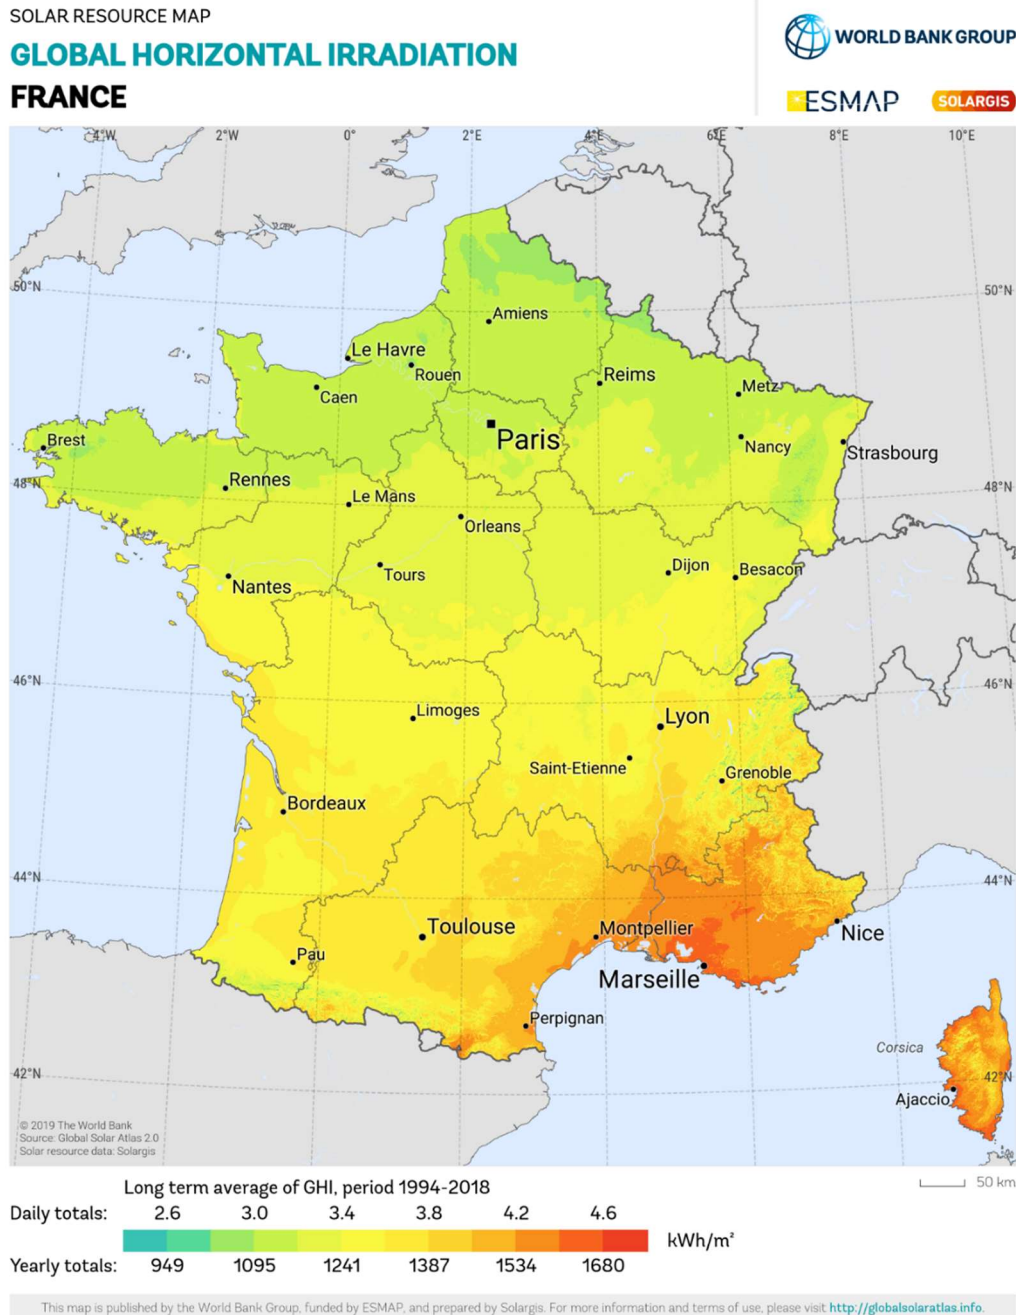 SOLAR RESOURCE MAP
GLOBAL HORIZONTAL IRRADIATION
FRANCE
WORLD BANK GROUP
ESMAP
SOLARGIS
4°W 2°W 0° 2°E 4°E 6°E 8°E 10°E
50°N 50°N
Amiens
Le Havre
Rouen
Reims
Caen
Metz
Paris
Brest
Nancy
Strasbourg
Rennes
48°N 48°N
Le Mans
Orleans
Dijon
Besacon
Tours
Nantes
46°N 46°N
Limoges
Lyon
Saint-Etienne
Grenoble
Bordeaux
44°N 44°N
Toulouse
Montpellier
Nice
Pau
Marseille
Perpignan
Corsica
42°N 42°N
Ajaccio
© 2019 The World Bank
Source: Global Solar Atlas 2.0
Solar resource data: Solargis
50 km
Long term average of GHI, period 1994-2018
Daily totals: 2.6 3.0 3.4 3.8 4.2 4.6
kWh/m²
Yearly totals: 949 1095 1241 1387 1534 1680
This map is published by the World Bank Group, funded by ESMAP, and prepared by Solargis. For more information and terms of use, please visit http://globalsolaratlas.info.